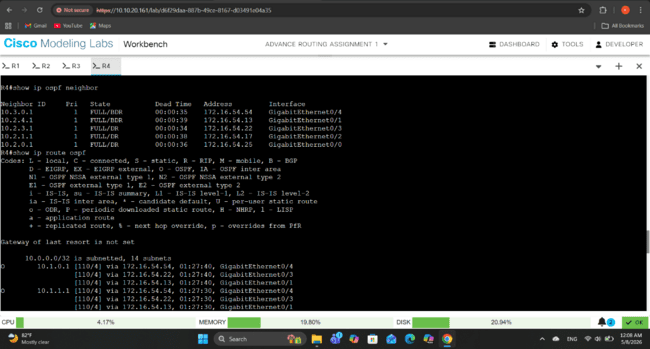 Not secure https://10.10.20.161/lab/d6f29daa-887b-49ce-8167-d03491e04a35
Gmail YouTube Maps All Bookmarks
Cisco Modeling Labs Workbench ADVANCE ROUTING ASSIGNMENT 1 DASHBOARD TOOLS DEVELOPER
R1 R2 R3 R4
R4#show ip ospf neighbor
Neighbor ID Pri State Dead Time Address Interface
10.3.0.1 1 FULL/BDR 00:00:35 172.16.54.54 GigabitEthernet0/4
10.2.4.1 1 FULL/BDR 00:00:39 172.16.54.13 GigabitEthernet0/1
10.2.3.1 1 FULL/DR 00:00:34 172.16.54.22 GigabitEthernet0/3
10.2.1.1 1 FULL/DR 00:00:38 172.16.54.17 GigabitEthernet0/2
10.2.0.1 1 FULL/DR 00:00:36 172.16.54.25 GigabitEthernet0/0
R4#show ip route ospf
Codes: L - local, C - connected, S - static, R - RIP, M - mobile, B - BGP
D - EIGRP, EX - EIGRP external, O - OSPF, IA - OSPF inter area
N1 - OSPF NSSA external type 1, N2 - OSPF NSSA external type 2
E1 - OSPF external type 1, E2 - OSPF external type 2
i - IS-IS, su - IS-IS summary, L1 - IS-IS level-1, L2 - IS-IS level-2
ia - IS-IS inter area, * - candidate default, U - per-user static route
o - ODR, P - periodic downloaded static route, H - NHRP, l - LISP
a - application route
+ - replicated route, % - next hop override, p - overrides from PfR
Gateway of last resort is not set
10.0.0.0/32 is subnetted, 14 subnets
O 10.1.0.1 [110/4] via 172.16.54.54, 01:27:40, GigabitEthernet0/4
[110/4] via 172.16.54.22, 01:27:40, GigabitEthernet0/3
[110/4] via 172.16.54.13, 01:27:40, GigabitEthernet0/1
O 10.1.1.1 [110/4] via 172.16.54.54, 01:27:30, GigabitEthernet0/4
[110/4] via 172.16.54.22, 01:27:30, GigabitEthernet0/3
[110/4] via 172.16.54.13, 01:27:30, GigabitEthernet0/1
CPU 4.17% MEMORY 19.80% DISK 20.94% 2 OK
82°F
Mostly clear
Search
ENG
12:08 AM
5/8/2026